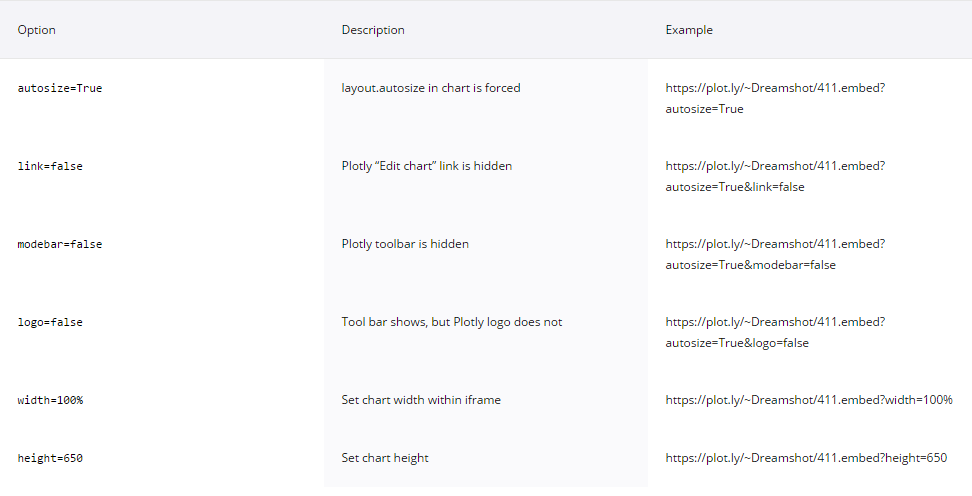 Option Description Example
autosize=True layout.autosize in chart is forced https://plot.ly/~Dreamshot/411.embed?
autosize=True
link=false Plotly “Edit chart” link is hidden https://plot.ly/~Dreamshot/411.embed?
autosize=True&link=false
modebar=false Plotly toolbar is hidden https://plot.ly/~Dreamshot/411.embed?
autosize=True&modebar=false
logo=false Tool bar shows, but Plotly logo does not https://plot.ly/~Dreamshot/411.embed?
autosize=True&logo=false
width=100% Set chart width within iframe https://plot.ly/~Dreamshot/411.embed?width=100%
height=650 Set chart height https://plot.ly/~Dreamshot/411.embed?height=650